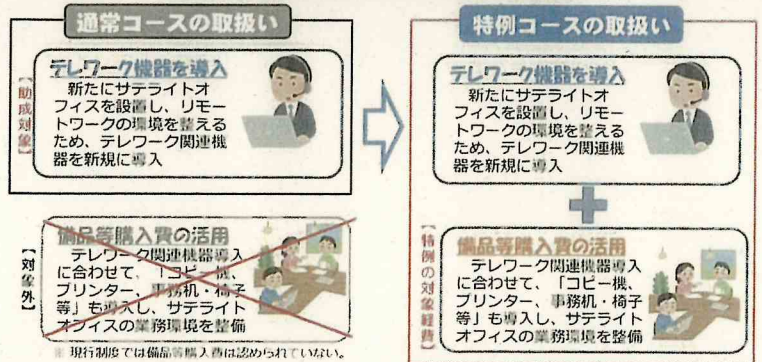 通常コースの取扱い
【助成対象】
テレワーク機器を導入
新たにサテライトオ
フィスを設置し、リモー
トワークの環境を整える
ため、テレワーク関連機
器を新規に導入
【対象外】
備品等購入費の活用
テレワーク関連機器導入
に合わせて、「コピー機、
プリンター、事務机・椅子
等」も導入し、サテライト
オフィスの業務環境を整備
※ 現行制度では備品等購入費は認められていない。
特例コースの取扱い
テレワーク機器を導入
新たにサテライトオ
フィスを設置し、リモー
トワークの環境を整える
ため、テレワーク関連機
器を新規に導入
【特例の対象経費】
備品等購入費の活用
テレワーク関連機器導入
に合わせて、「コピー機、
プリンター、事務机・椅子
等」も導入し、サテライト
オフィスの業務環境を整備